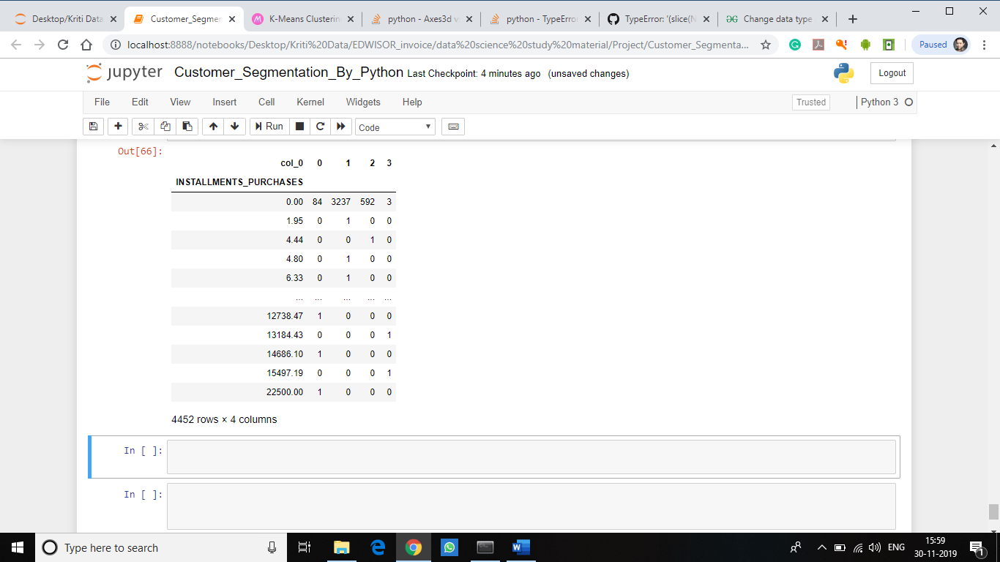 Desktop/Kriti Data
Customer_Segmen
K-Means Clusterin
python - Axes3d v
python - TypeError
TypeError: '(slice(N
Change data type
localhost:8888/notebooks/Desktop/Kriti%20Data/EDWISOR_invoice/data%20science%20study%20material/Project/Customer_Segmenta...
Paused
jupyter Customer_Segmentation_By_Python Last Checkpoint: 4 minutes ago (unsaved changes)
Logout
File Edit View Insert Cell Kernel Widgets Help
Trusted
Python 3
Run
Code
Out[66]:
col_0 0 1 2 3
INSTALLMENTS_PURCHASES
0.00 84 3237 592 3
1.95 0 1 0 0
4.44 0 0 1 0
4.80 0 1 0 0
6.33 0 1 0 0
... ... ... ... ...
12738.47 1 0 0 0
13184.43 0 0 0 1
14686.10 1 0 0 0
15497.19 0 0 0 1
22500.00 1 0 0 0
4452 rows × 4 columns
In [ ]:
In [ ]:
Type here to search
ENG
15:59
30-11-2019
1